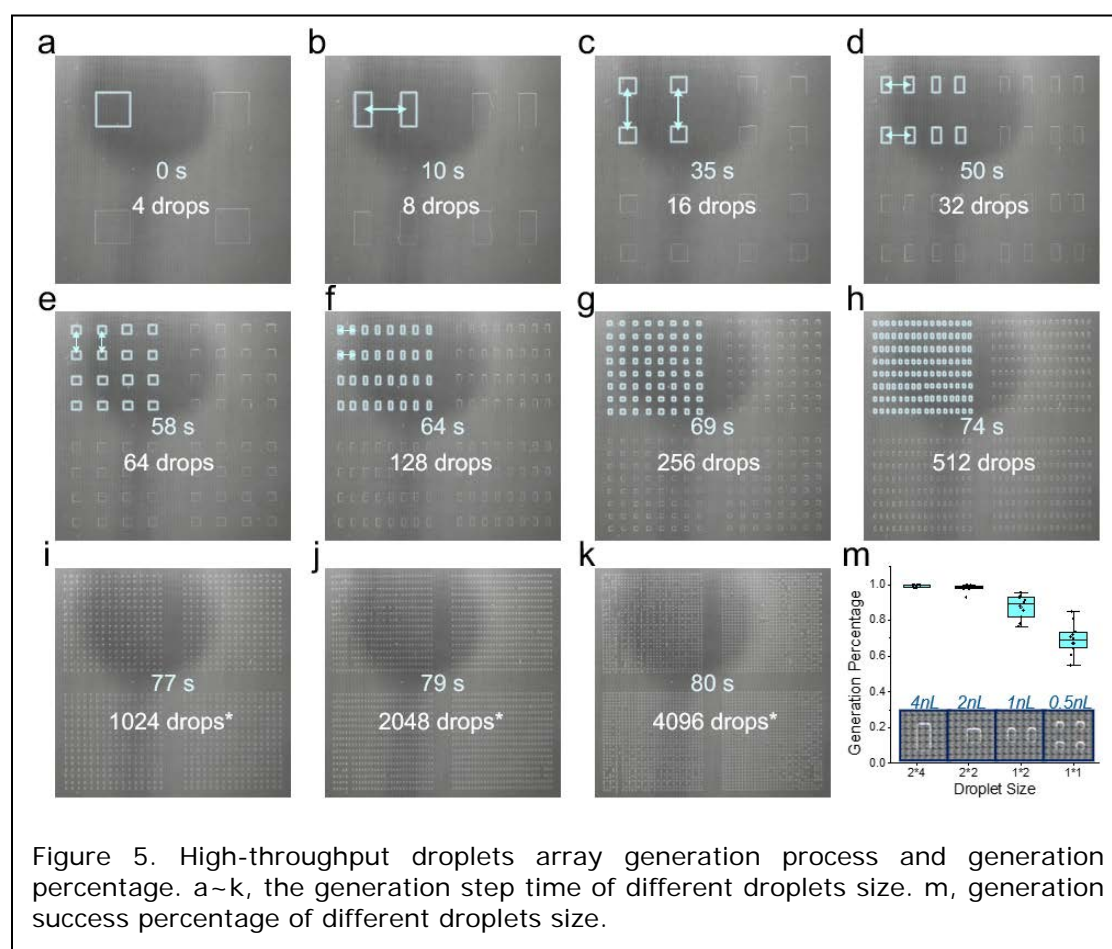 a
b
c
d
0 s
4 drops
10 s
8 drops
35 s
16 drops
50 s
32 drops
e
f
g
h
58 s
64 drops
64 s
128 drops
69 s
256 drops
74 s
512 drops
i
j
k
m
77 s
1024 drops*
79 s
2048 drops*
80 s
4096 drops*
Generation Percentage
1.0
0.8
0.6
0.4
0.2
0.0
4nL 2nL 1nL 0.5nL
2*4 2*2 1*2 1*1
Droplet Size
Figure 5. High-throughput droplets array generation process and generation
percentage. a~k, the generation step time of different droplets size. m, generation
success percentage of different droplets size.